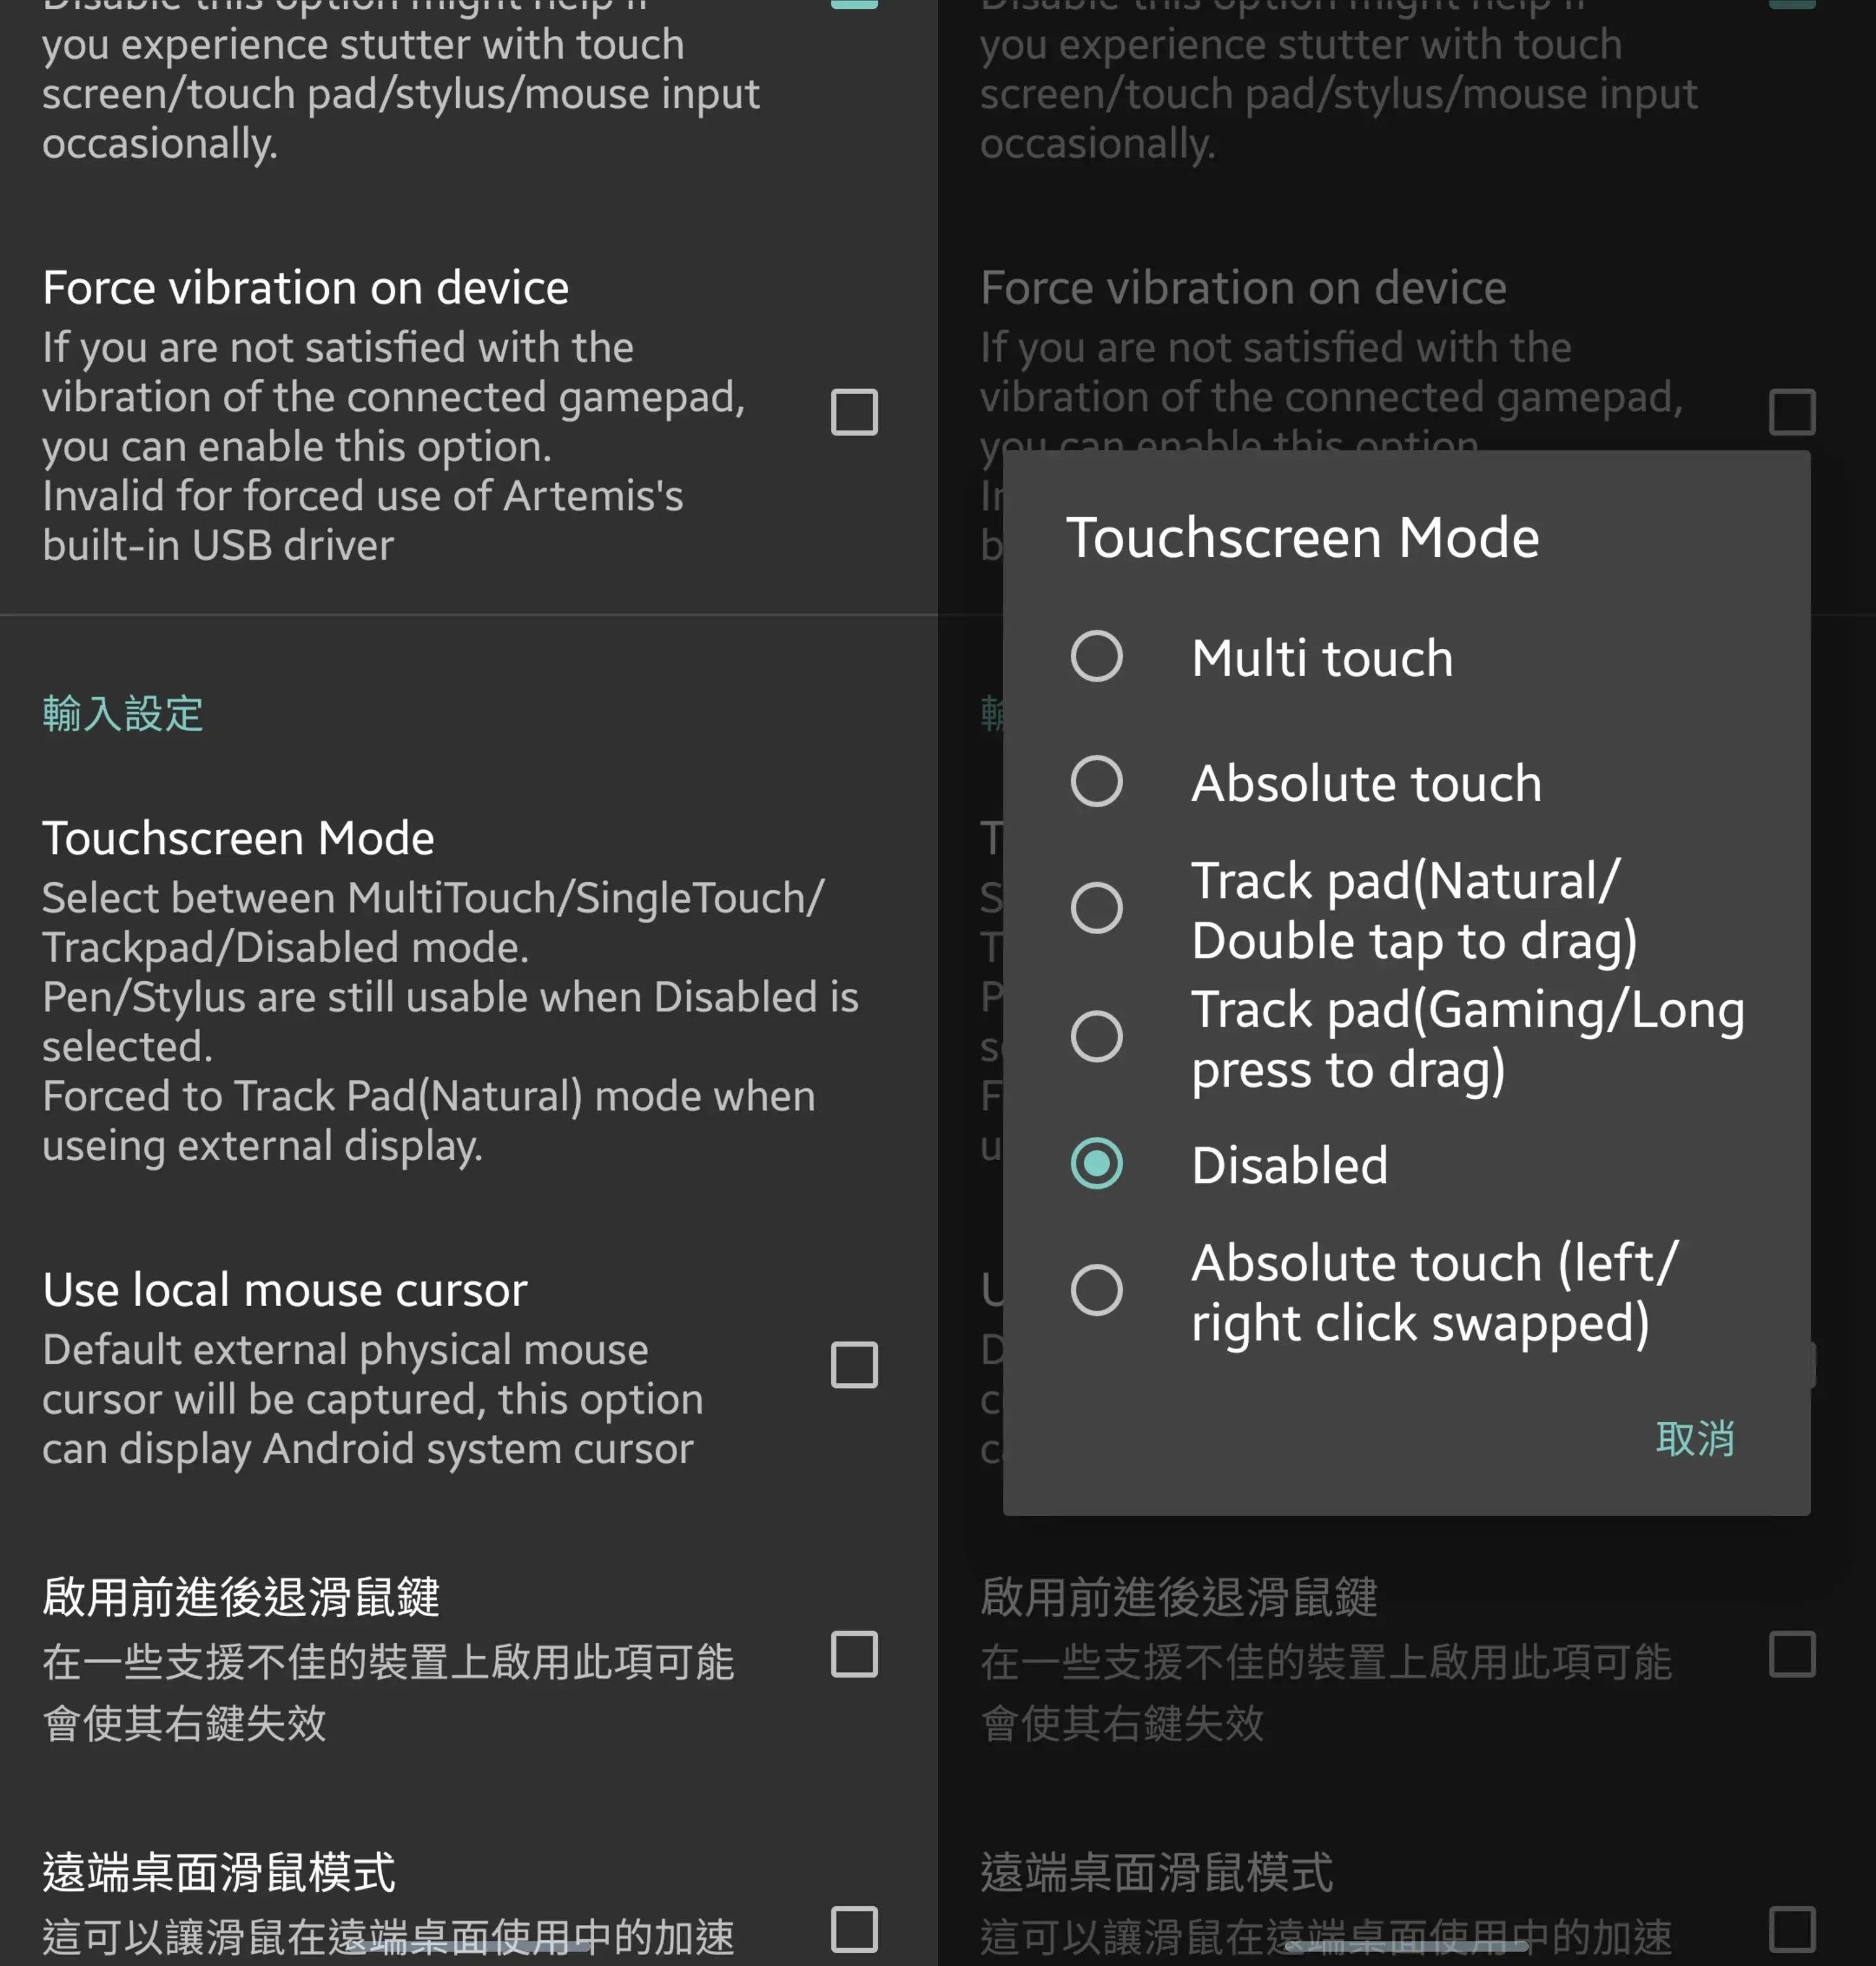 Disable this option might help if
you experience stutter with touch
screen/touch pad/stylus/mouse input
occasionally.
Force vibration on device
If you are not satisfied with the
vibration of the connected gamepad,
you can enable this option.
Invalid for forced use of Artemis's
built-in USB driver
輸入設定
Touchscreen Mode
Select between MultiTouch/SingleTouch/
Trackpad/Disabled mode.
Pen/Stylus are still usable when Disabled is
selected.
Forced to Track Pad(Natural) mode when
useing external display.
Use local mouse cursor
Default external physical mouse
cursor will be captured, this option
can display Android system cursor
啟用前進後退滑鼠鍵
在一些支援不佳的裝置上啟用此項可能
會使其右鍵失效
遠端桌面滑鼠模式
這可以讓滑鼠在遠端桌面使用中的加速
Disable this option might help if
you experience stutter with touch
screen/touch pad/stylus/mouse input
occasionally.
Force vibration on device
If you are not satisfied with the
vibration of the connected gamepad,
you can enable this option.
Touchscreen Mode
Multi touch
Absolute touch
Track pad(Natural/
Double tap to drag)
Track pad(Gaming/Long
press to drag)
Disabled
Absolute touch (left/
right click swapped)
取消
啟用前進後退滑鼠鍵
在一些支援不佳的裝置上啟用此項可能
會使其右鍵失效
遠端桌面滑鼠模式
這可以讓滑鼠在遠端桌面使用中的加速